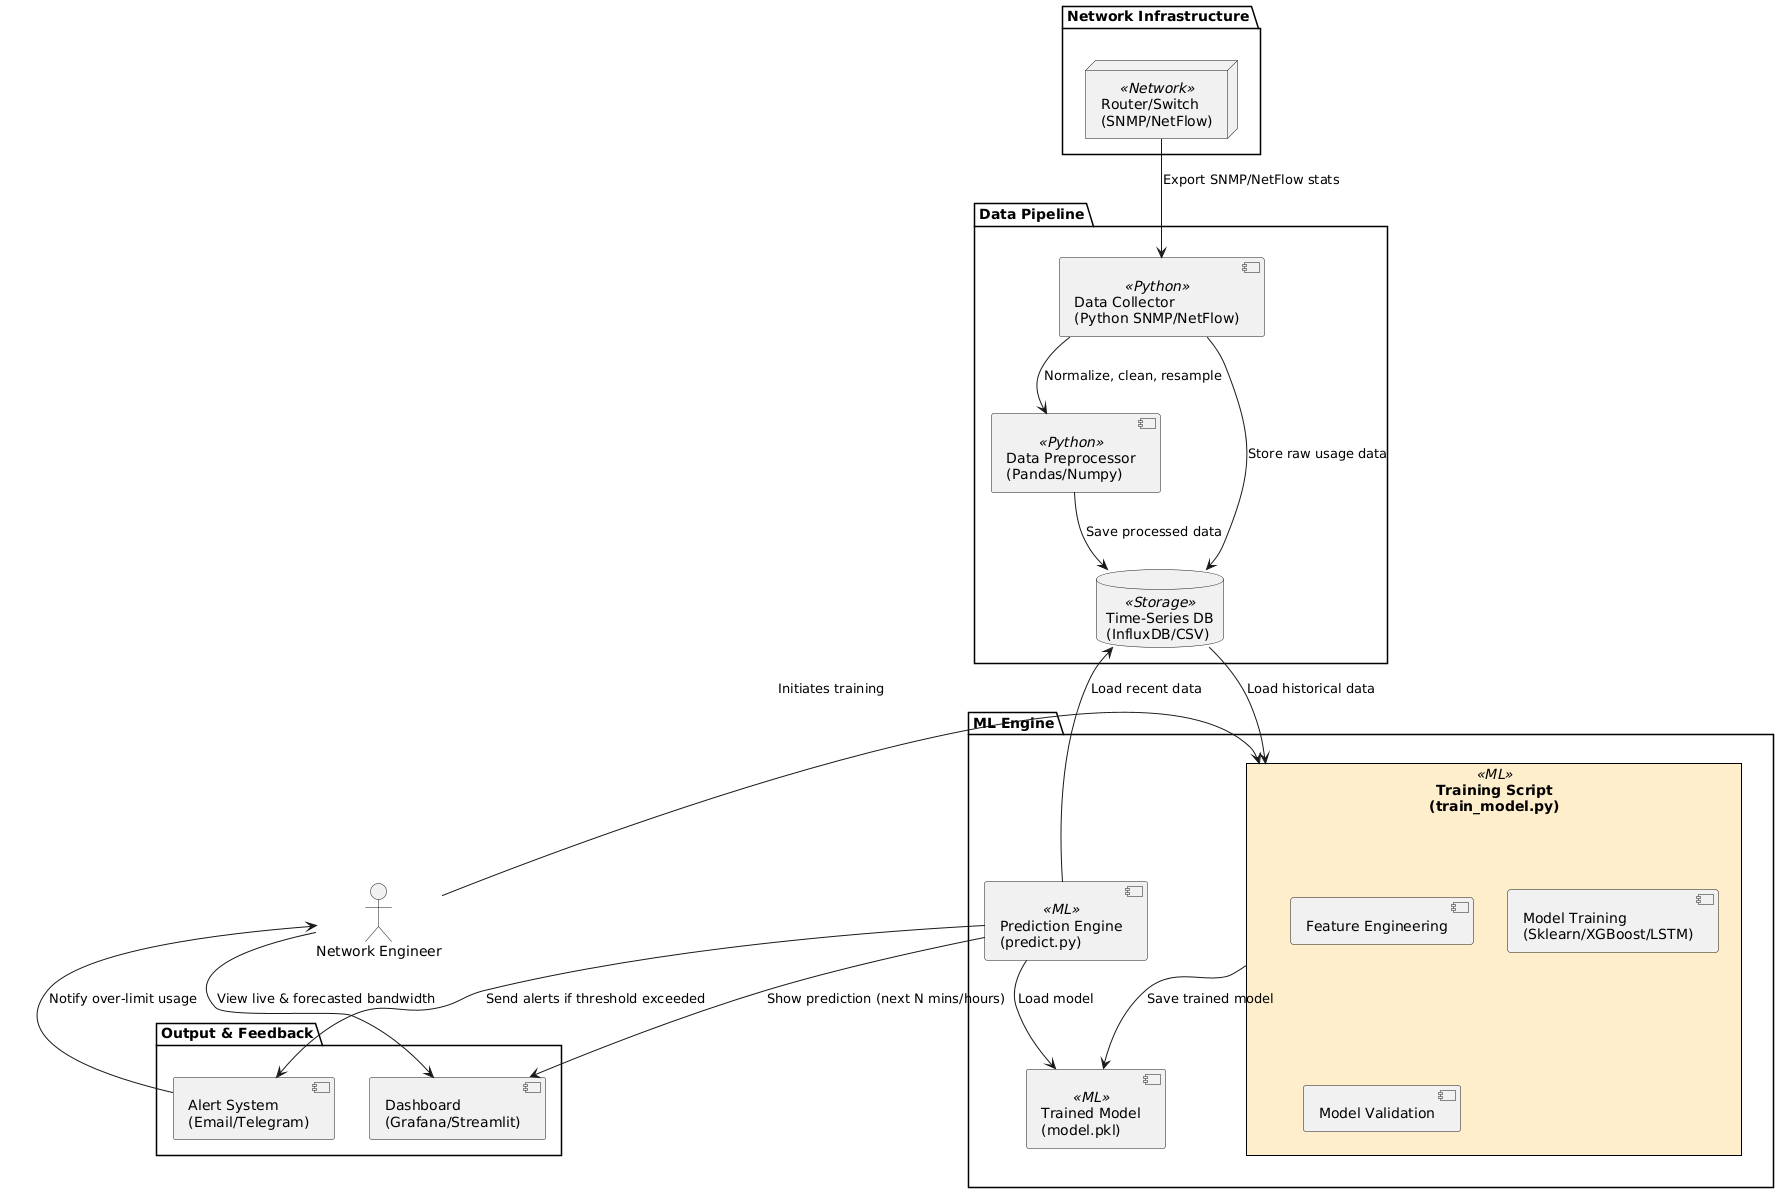 Network Infrastructure
«Network»
Router/Switch
(SNMP/NetFlow)
Export SNMP/NetFlow stats
Data Pipeline
«Python»
Data Collector
(Python SNMP/NetFlow)
Normalize, clean, resample
«Python»
Data Preprocessor
(Pandas/Numpy)
Store raw usage data
Save processed data
«Storage»
Time-Series DB
(InfluxDB/CSV)
Initiates training
Load recent data
Load historical data
ML Engine
«ML»
Training Script
(train_model.py)
Feature Engineering
Model Training
(Sklearn/XGBoost/LSTM)
«ML»
Prediction Engine
(predict.py)
Network Engineer
Notify over-limit usage
View live & forecasted bandwidth
Send alerts if threshold exceeded
Show prediction (next N mins/hours)
Load model
Save trained model
Output & Feedback
Alert System
(Email/Telegram)
Dashboard
(Grafana/Streamlit)
«ML»
Trained Model
(model.pkl)
Model Validation